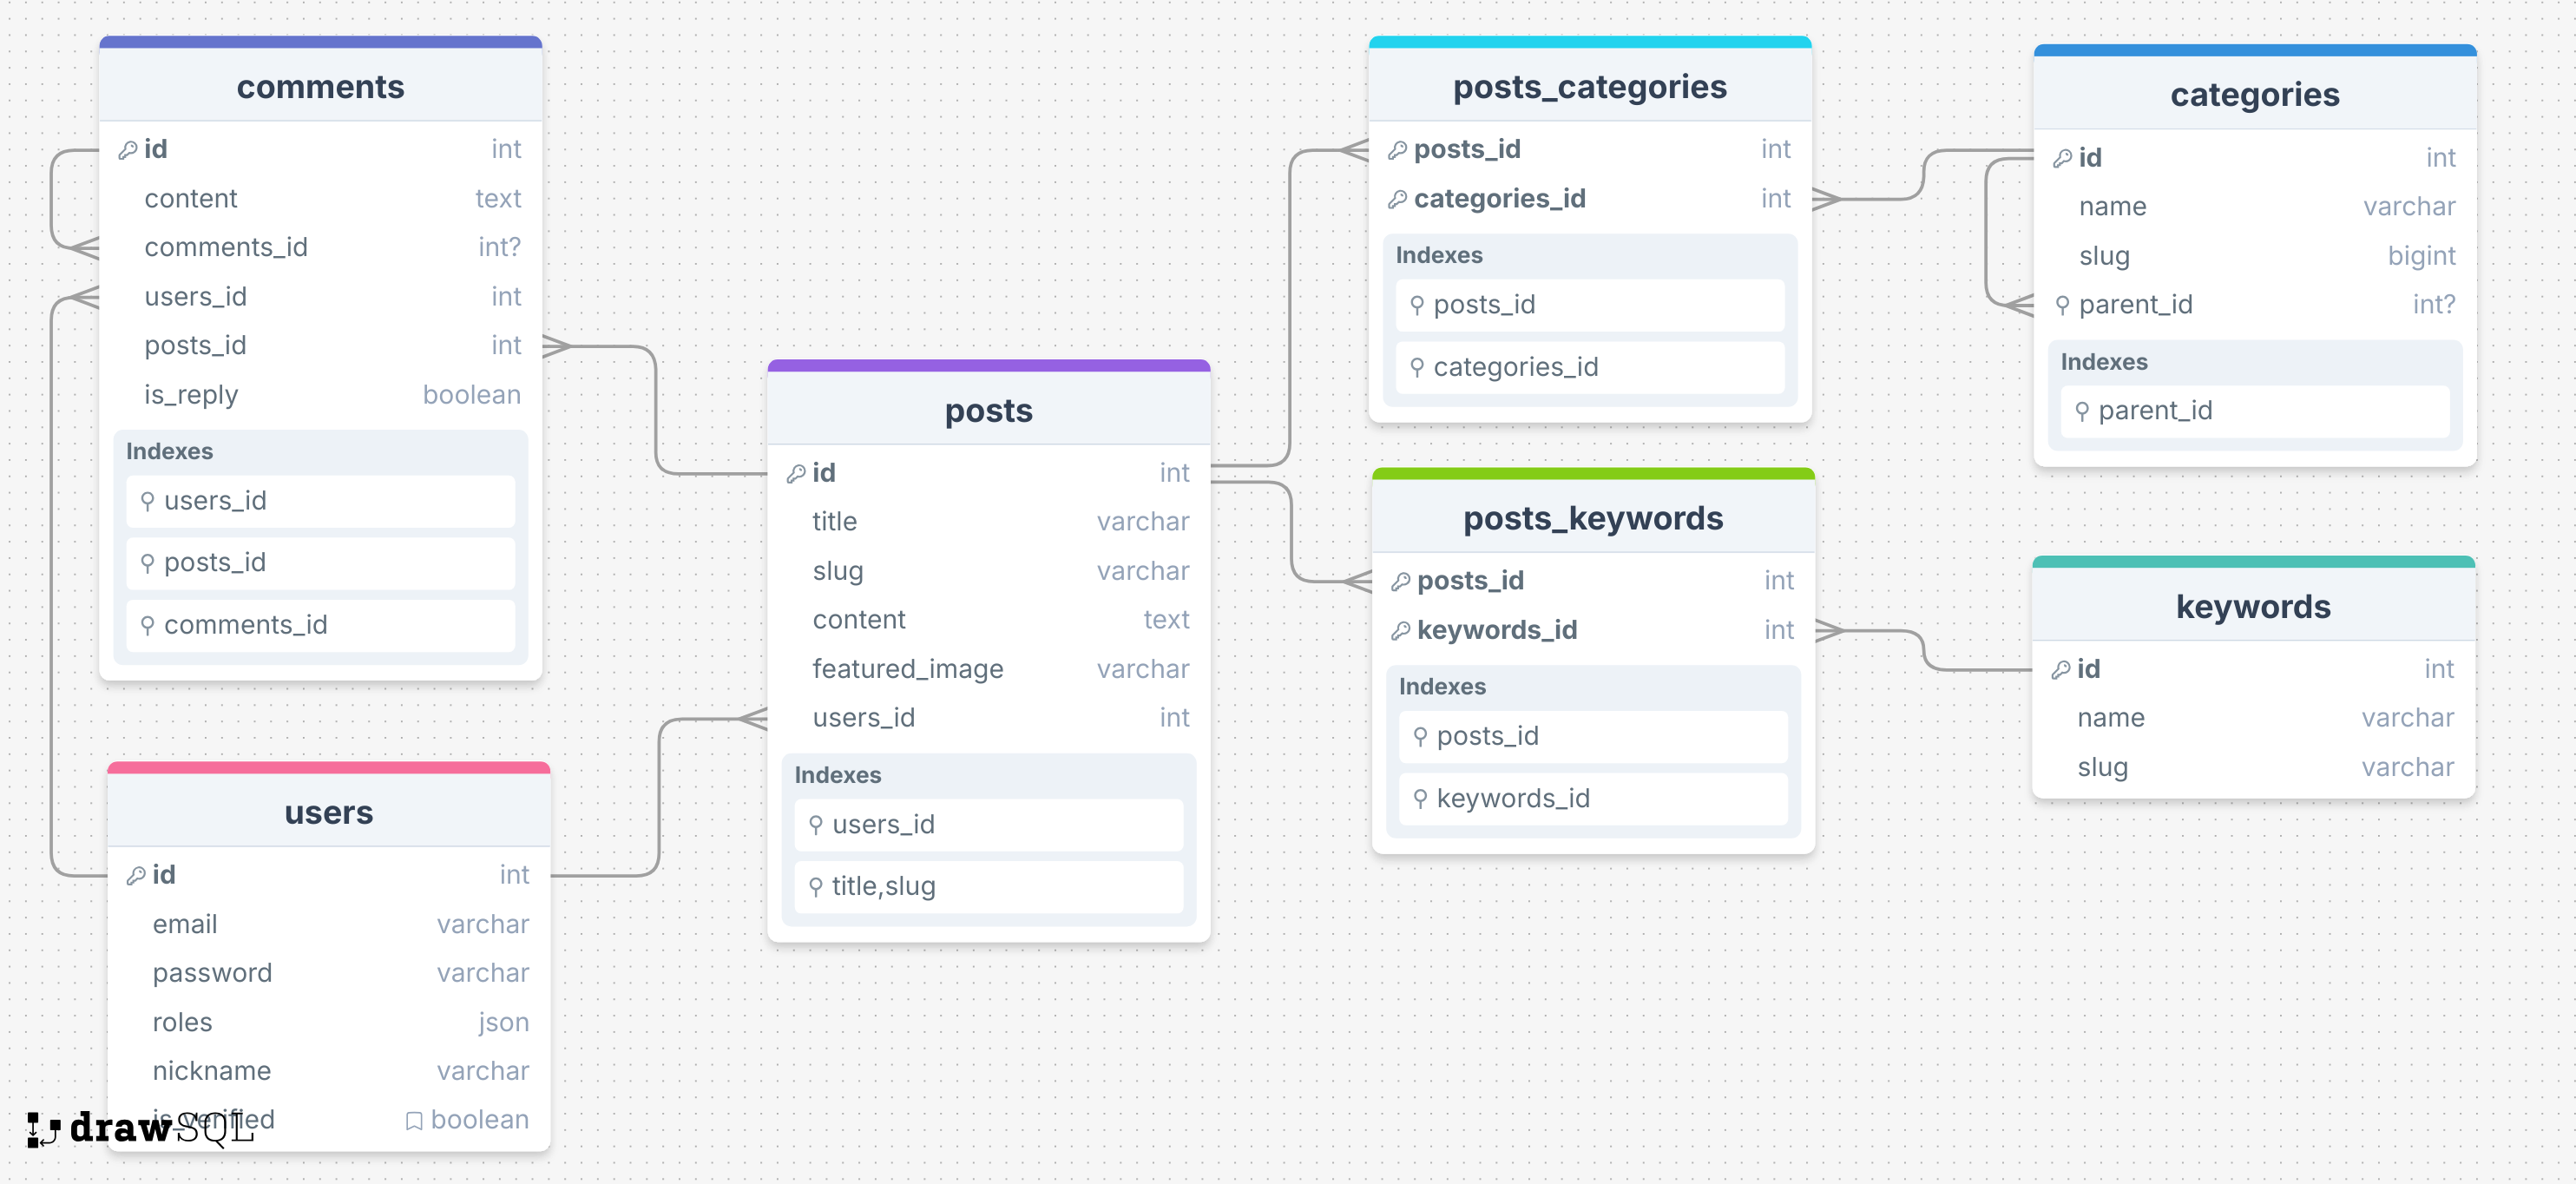 comments
id int
content text
comments_id int?
users_id int
posts_id int
is_reply boolean
Indexes
users_id
posts_id
comments_id
users
id int
email varchar
password varchar
roles json
nickname varchar
is_verified boolean
drawSQL
posts
id int
title varchar
slug varchar
content text
featured_image varchar
users_id int
Indexes
users_id
title,slug
posts_categories
posts_id int
categories_id int
Indexes
posts_id
categories_id
posts_keywords
posts_id int
keywords_id int
Indexes
posts_id
keywords_id
categories
id int
name varchar
slug bigint
parent_id int?
Indexes
parent_id
keywords
id int
name varchar
slug varchar